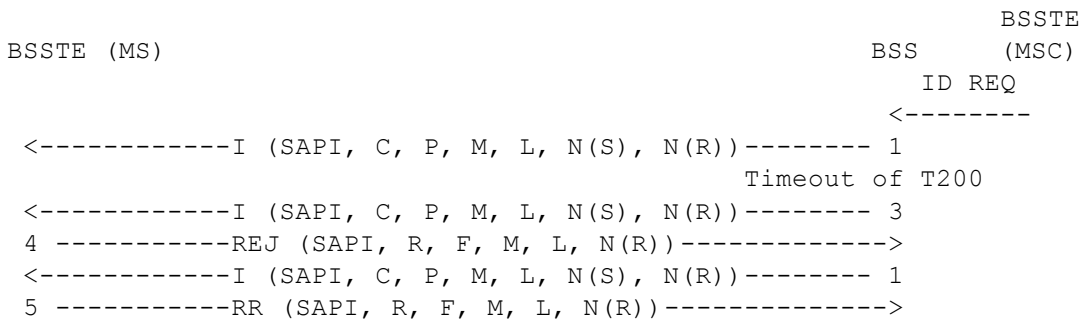 BSSTE
BSSTE (MS) BSS (MSC)
ID REQ
<--------
<------------I (SAPI, C, P, M, L, N(S), N(R))-------- 1
Timeout of T200
<------------I (SAPI, C, P, M, L, N(S), N(R))-------- 3
4 -----------REJ (SAPI, R, F, M, L, N(R))------------->
<------------I (SAPI, C, P, M, L, N(S), N(R))-------- 1
5 -----------RR (SAPI, R, F, M, L, N(R))-------------->